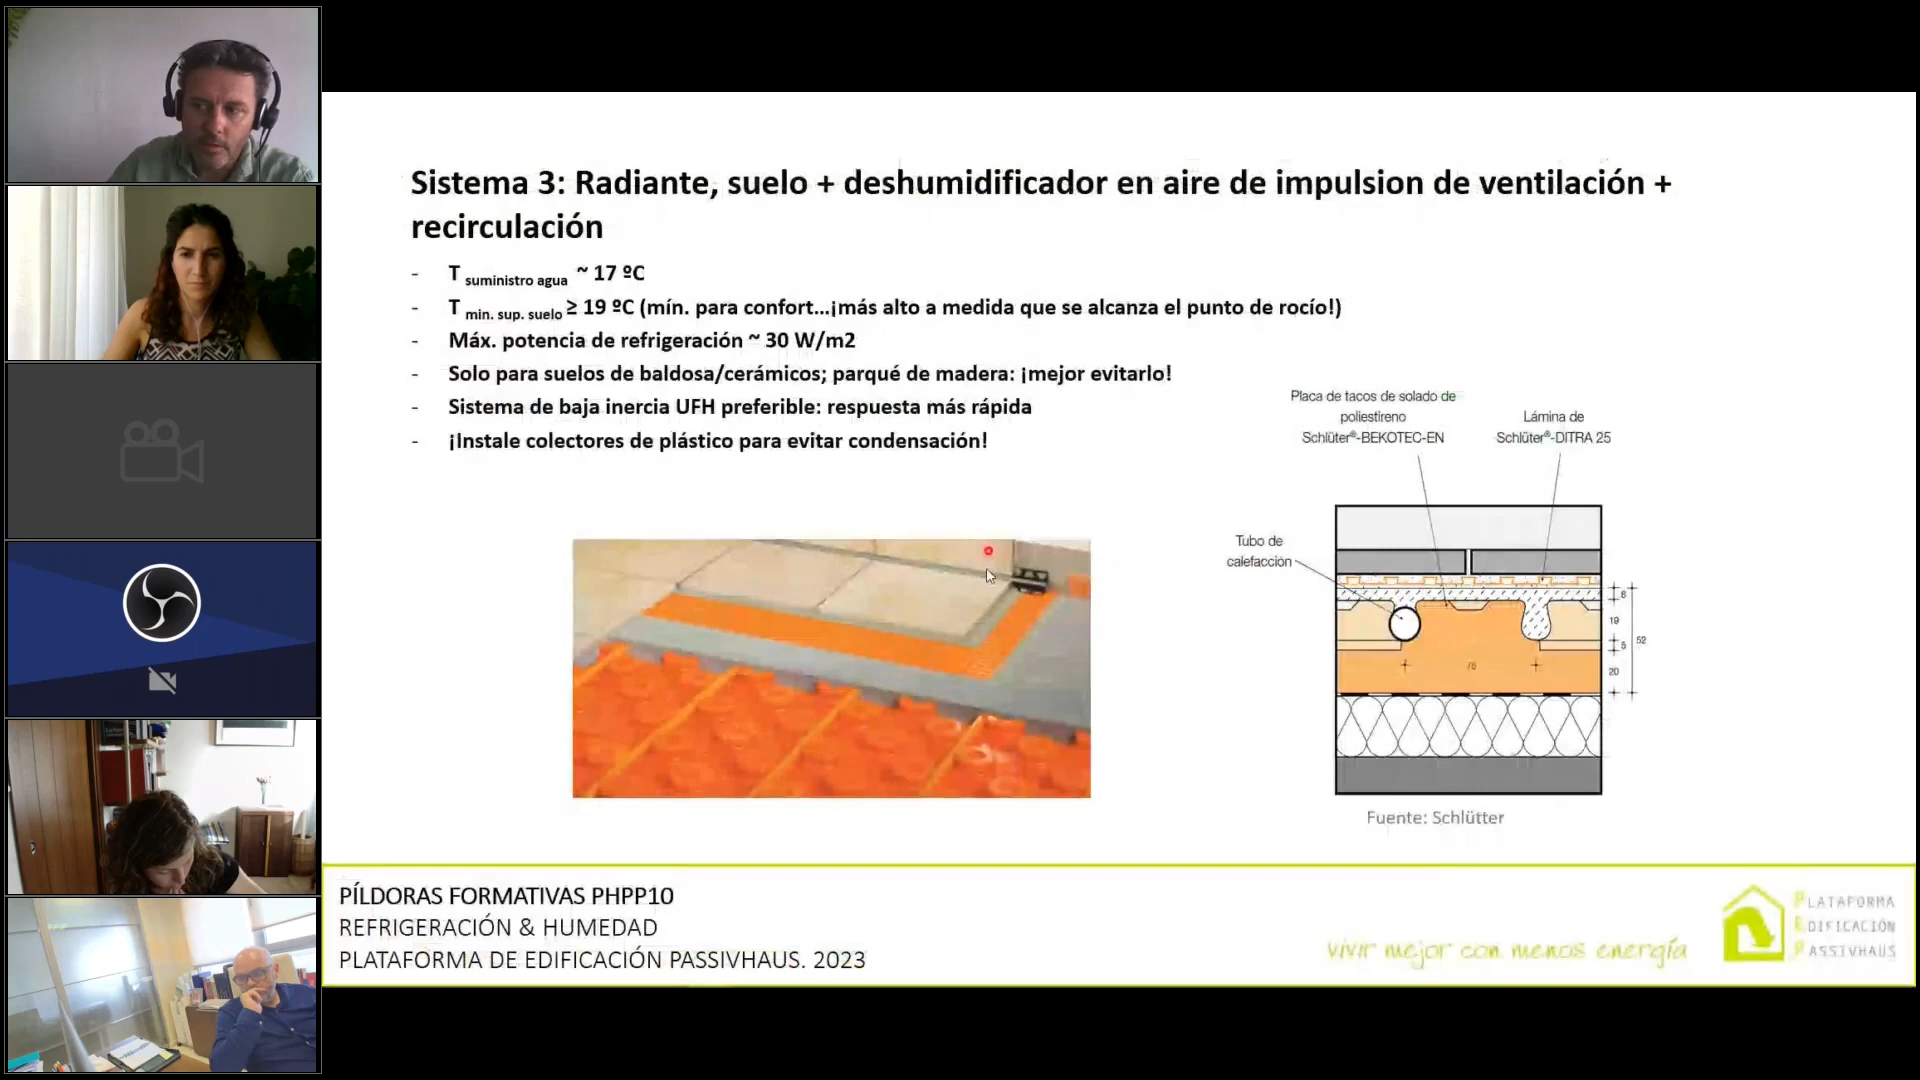 Sistema 3: Radiante, suelo + deshumidificador en aire de impulsion de ventilación +
recirculación
- T suministro agua ~ 17 ºC
- T min. sup. suelo ≥ 19 ºC (mín. para confort...¡más alto a medida que se alcanza el punto de rocío!)
- Máx. potencia de refrigeración ~ 30 W/m2
- Solo para suelos de baldosa/cerámicos; parqué de madera: ¡mejor evitarlo!
- Sistema de baja inercia UFH preferible: respuesta más rápida
- ¡Instale colectores de plástico para evitar condensación!
Placa de tacos de solado de
poliestireno
Schlüter®-BEKOTEC-EN
Lámina de
Schlüter®-DITRA 25
Tubo de
calefacción
8
19
5
52
20
Fuente: Schlütter
PÍLDORAS FORMATIVAS PHPP10
REFRIGERACIÓN & HUMEDAD
PLATAFORMA DE EDIFICACIÓN PASSIVHAUS. 2023
vivir mejor con menos energía
PLATAFORMA
EDIFICACIÓN
PASSIVHAUS